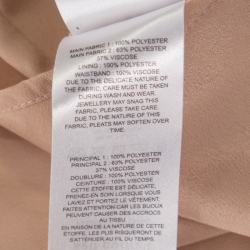 MAIN FABRIC 1 : 100% POLYESTER
MAIN FABRIC 2 : 63% POLYESTER
37% VISCOSE
LINING : 100% POLYESTER
WAISTBAND : 100% VISCOSE
DUE TO THE DELICATE NATURE OF
THE FABRIC, CARE MUST BE TAKEN
DURING WASH AND WEAR.
JEWELLERY MAY SNAG THIS
FABRIC, PLEASE TAKE CARE.
DUE TO THE NATURE OF THIS
FABRIC, PLEATS MAY SOFTEN OVER
TIME.
PRINCIPAL 1 : 100% POLYESTER
PRINCIPAL 2 : 63% POLYESTER
37% VISCOSE
DOUBLURE : 100% POLYESTER
CEINTURE : 100% VISCOSE
CETTE ÉTOFFE EST DÉLICATE.
PRENEZ-EN SOIN LORSQUE VOUS
LAVEZ ET PORTEZ LE VÊTEMENT.
FAITES ATTENTION CAR LES BIJOUX
PEUVENT CAUSER DES ACCROCS
AU TISSU.
EN RAISON DE LA NATURE DE CETTE
ÉTOFFE, LES PLIS RISQUENT DE
S'ATTÉNUER AU FIL DU TEMPS.